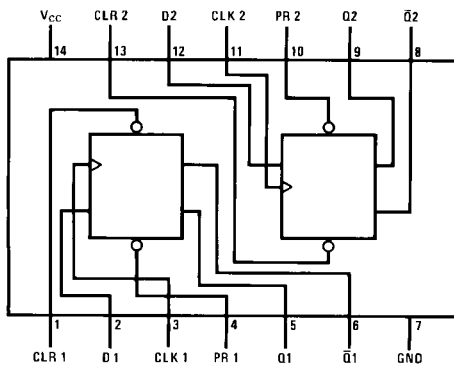 V_CC CLR 2 D2 CLK 2 PR 2 Q2 Q̅2
14 13 12 11 10 9 8
1 2 3 4 5 6 7
CLR 1 D1 CLK 1 PR 1 Q1 Q̅1 GND